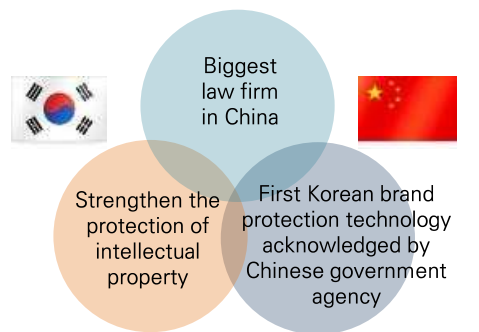 Biggest
law firm
in China
Strengthen the
protection of
intellectual
property
First Korean brand
protection technology
acknowledged by
Chinese government
agency